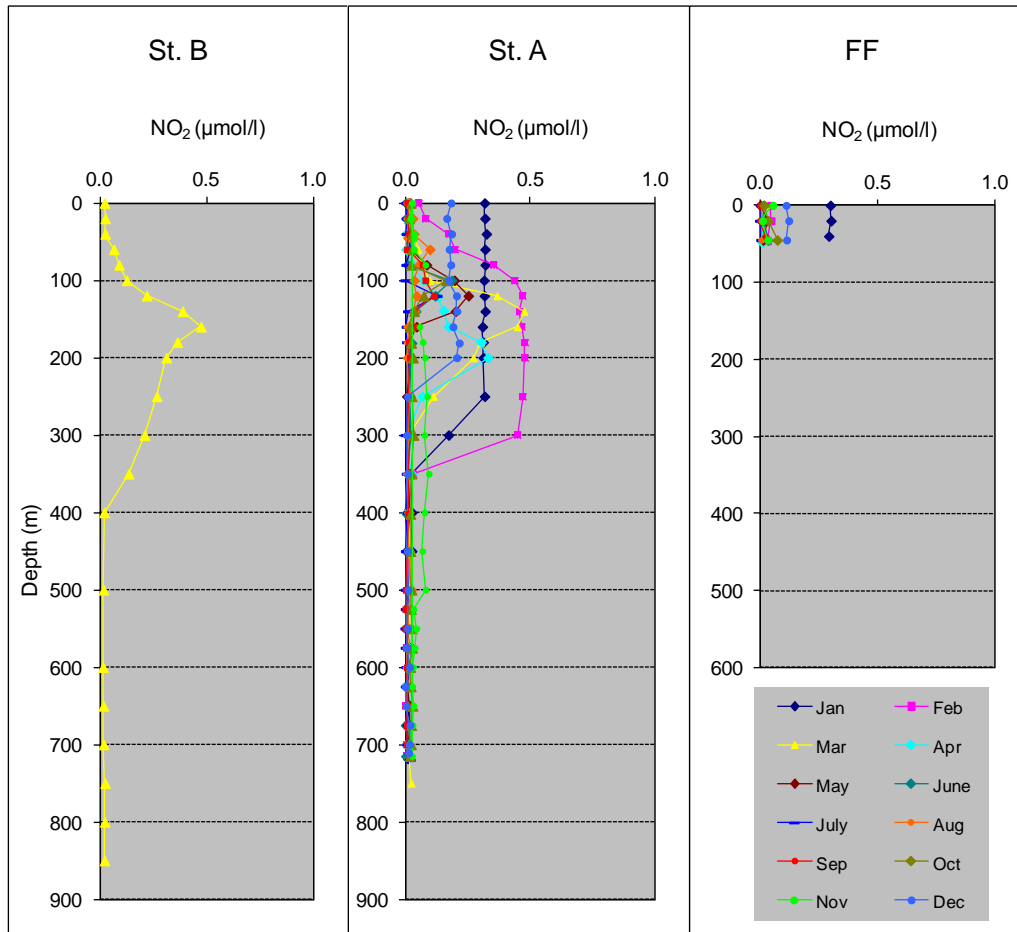 St. B
St. A
FF
NO2 (µmol/l)
NO2 (µmol/l)
NO2 (µmol/l)
0.0 0.5 1.0
0.0 0.5 1.0
0.0 0.5 1.0
Depth (m)
0
100
200
300
400
500
600
700
800
900
0
100
200
300
400
500
600
700
800
900
0
100
200
300
400
500
600
Jan Feb
Mar Apr
May June
July Aug
Sep Oct
Nov Dec